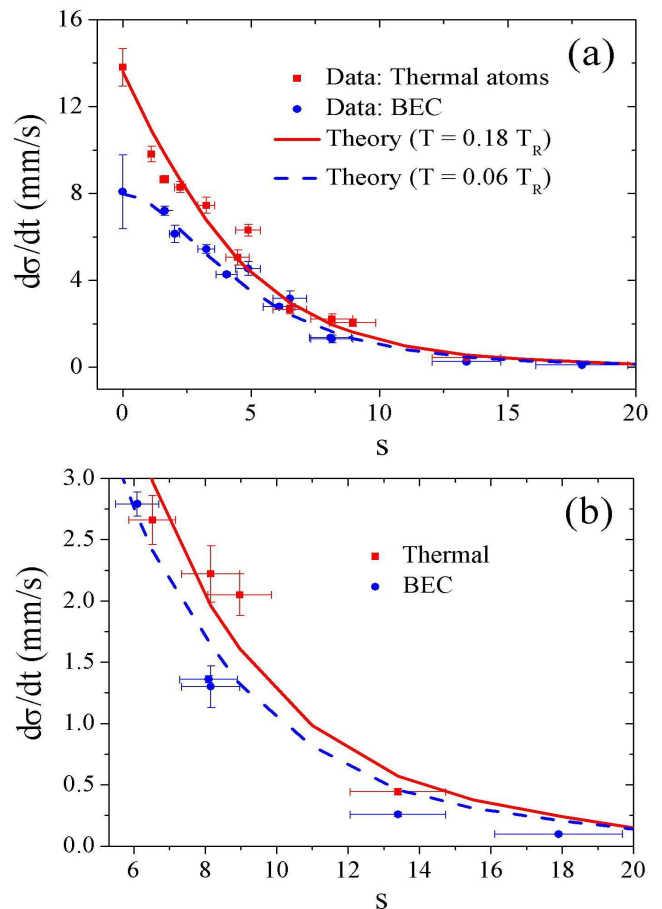 (a)
16
12
8
4
0
dσ/dt (mm/s)
Data: Thermal atoms
Data: BEC
Theory (T = 0.18 T_R)
Theory (T = 0.06 T_R)
0 5 10 15 20
s
(b)
3.0
2.5
2.0
1.5
1.0
0.5
0.0
dσ/dt (mm/s)
Thermal
BEC
6 8 10 12 14 16 18 20
s